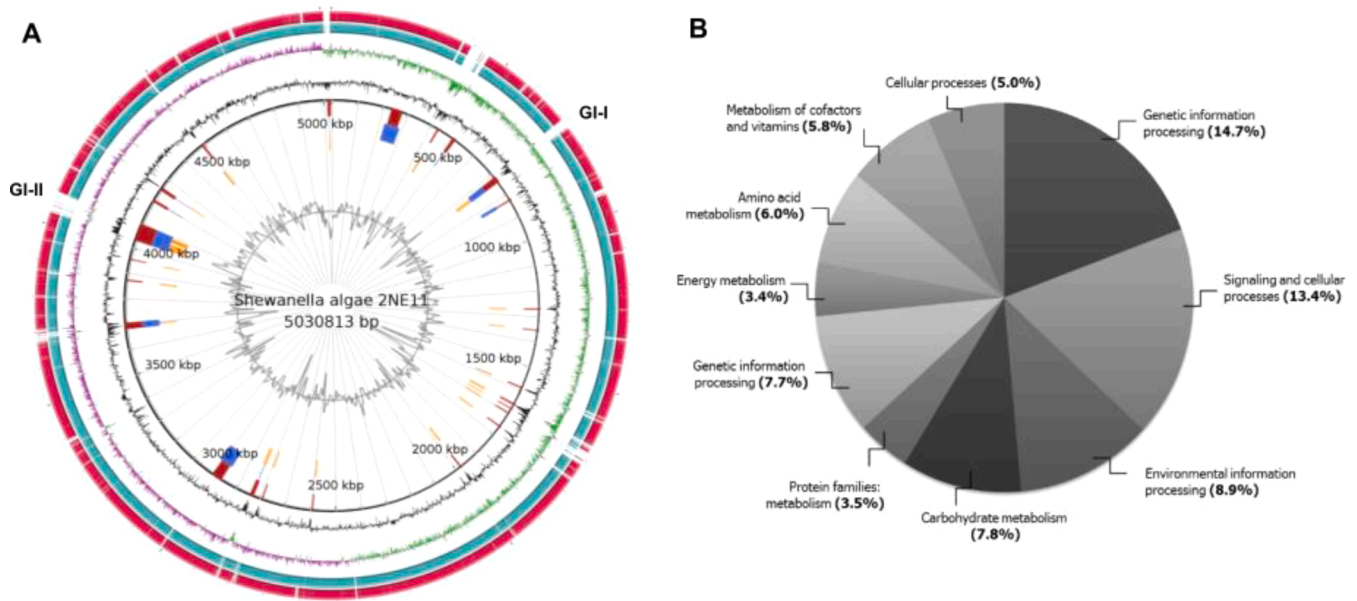 A
GI-I
GI-II
5000 kbp
500 kbp
1000 kbp
1500 kbp
2000 kbp
2500 kbp
3000 kbp
3500 kbp
4000 kbp
4500 kbp
Shewanella algae 2NE11
5030813 bp
B
Cellular processes (5.0%)
Genetic information
processing (14.7%)
Signaling and cellular
processes (13.4%)
Environmental information
processing (8.9%)
Carbohydrate metabolism
(7.8%)
Protein families:
metabolism (3.5%)
Genetic information
processing (7.7%)
Energy metabolism
(3.4%)
Amino acid
metabolism (6.0%)
Metabolism of cofactors
and vitamins (5.8%)